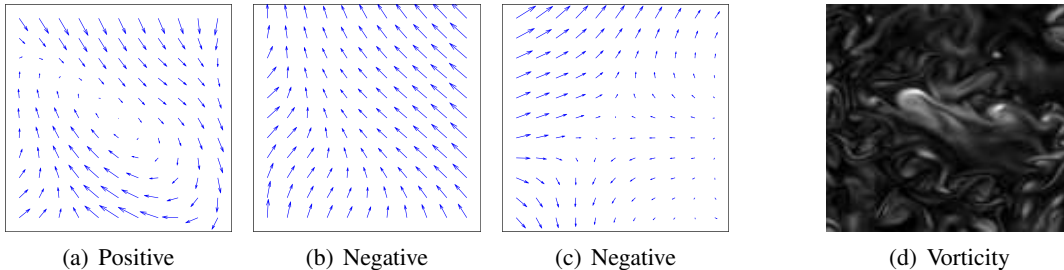 (a) Positive
(b) Negative
(c) Negative
(d) Vorticity